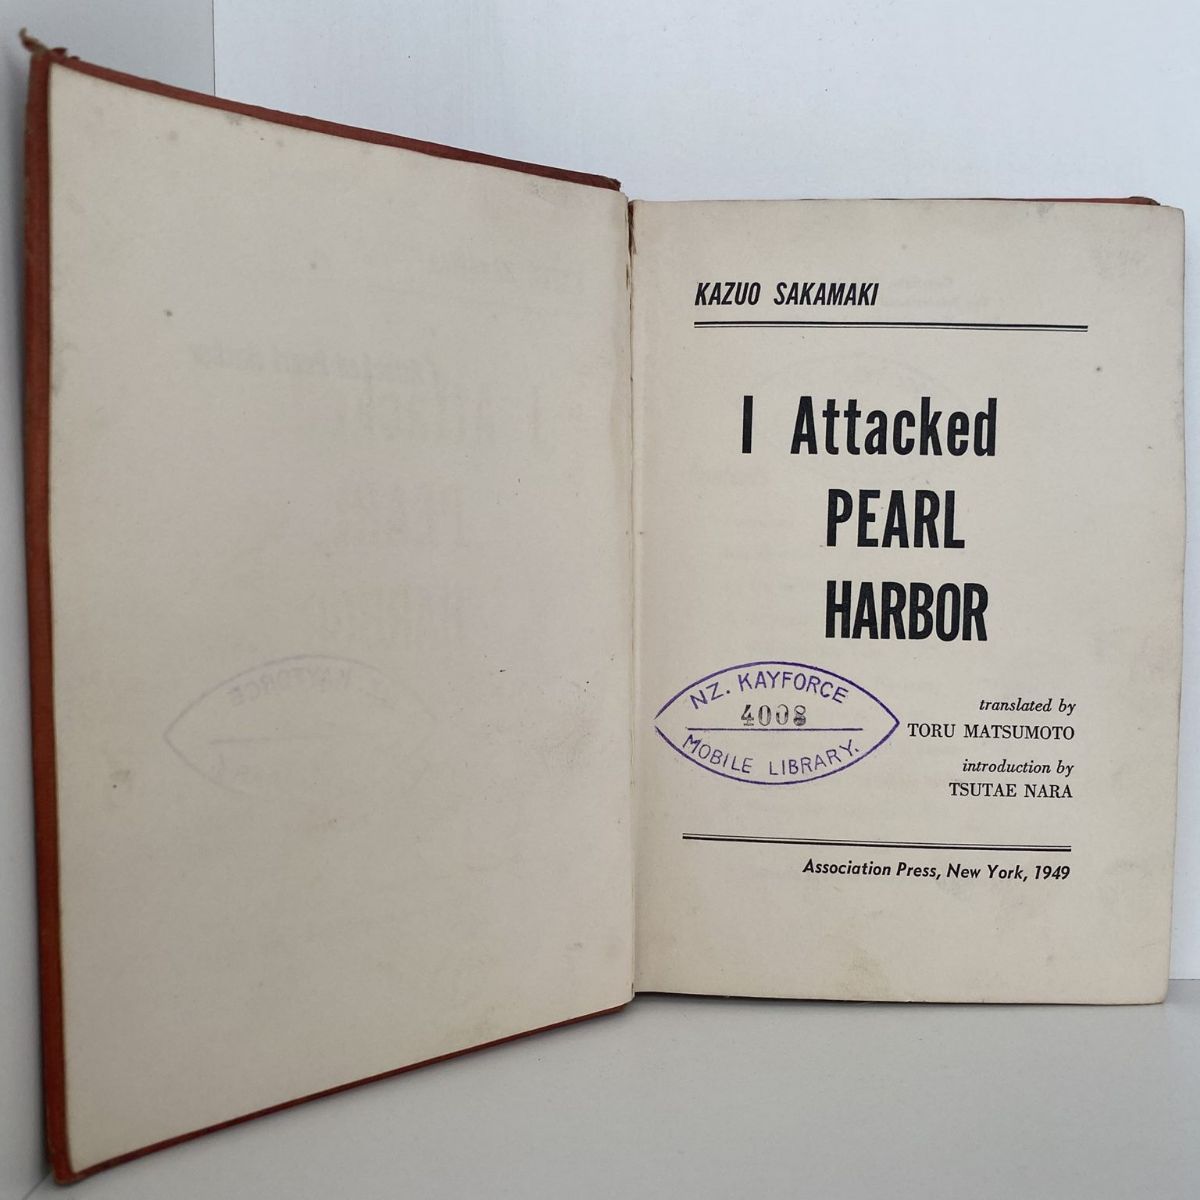 KAZUO SAKAMAKI
I Attacked
PEARL
HARBOR
NZ. KAYFORCE
4008
MOBILE LIBRARY.
translated by
TORU MATSUMOTO
introduction by
TSUTAE NARA
Association Press, New York, 1949
KAYFORCE